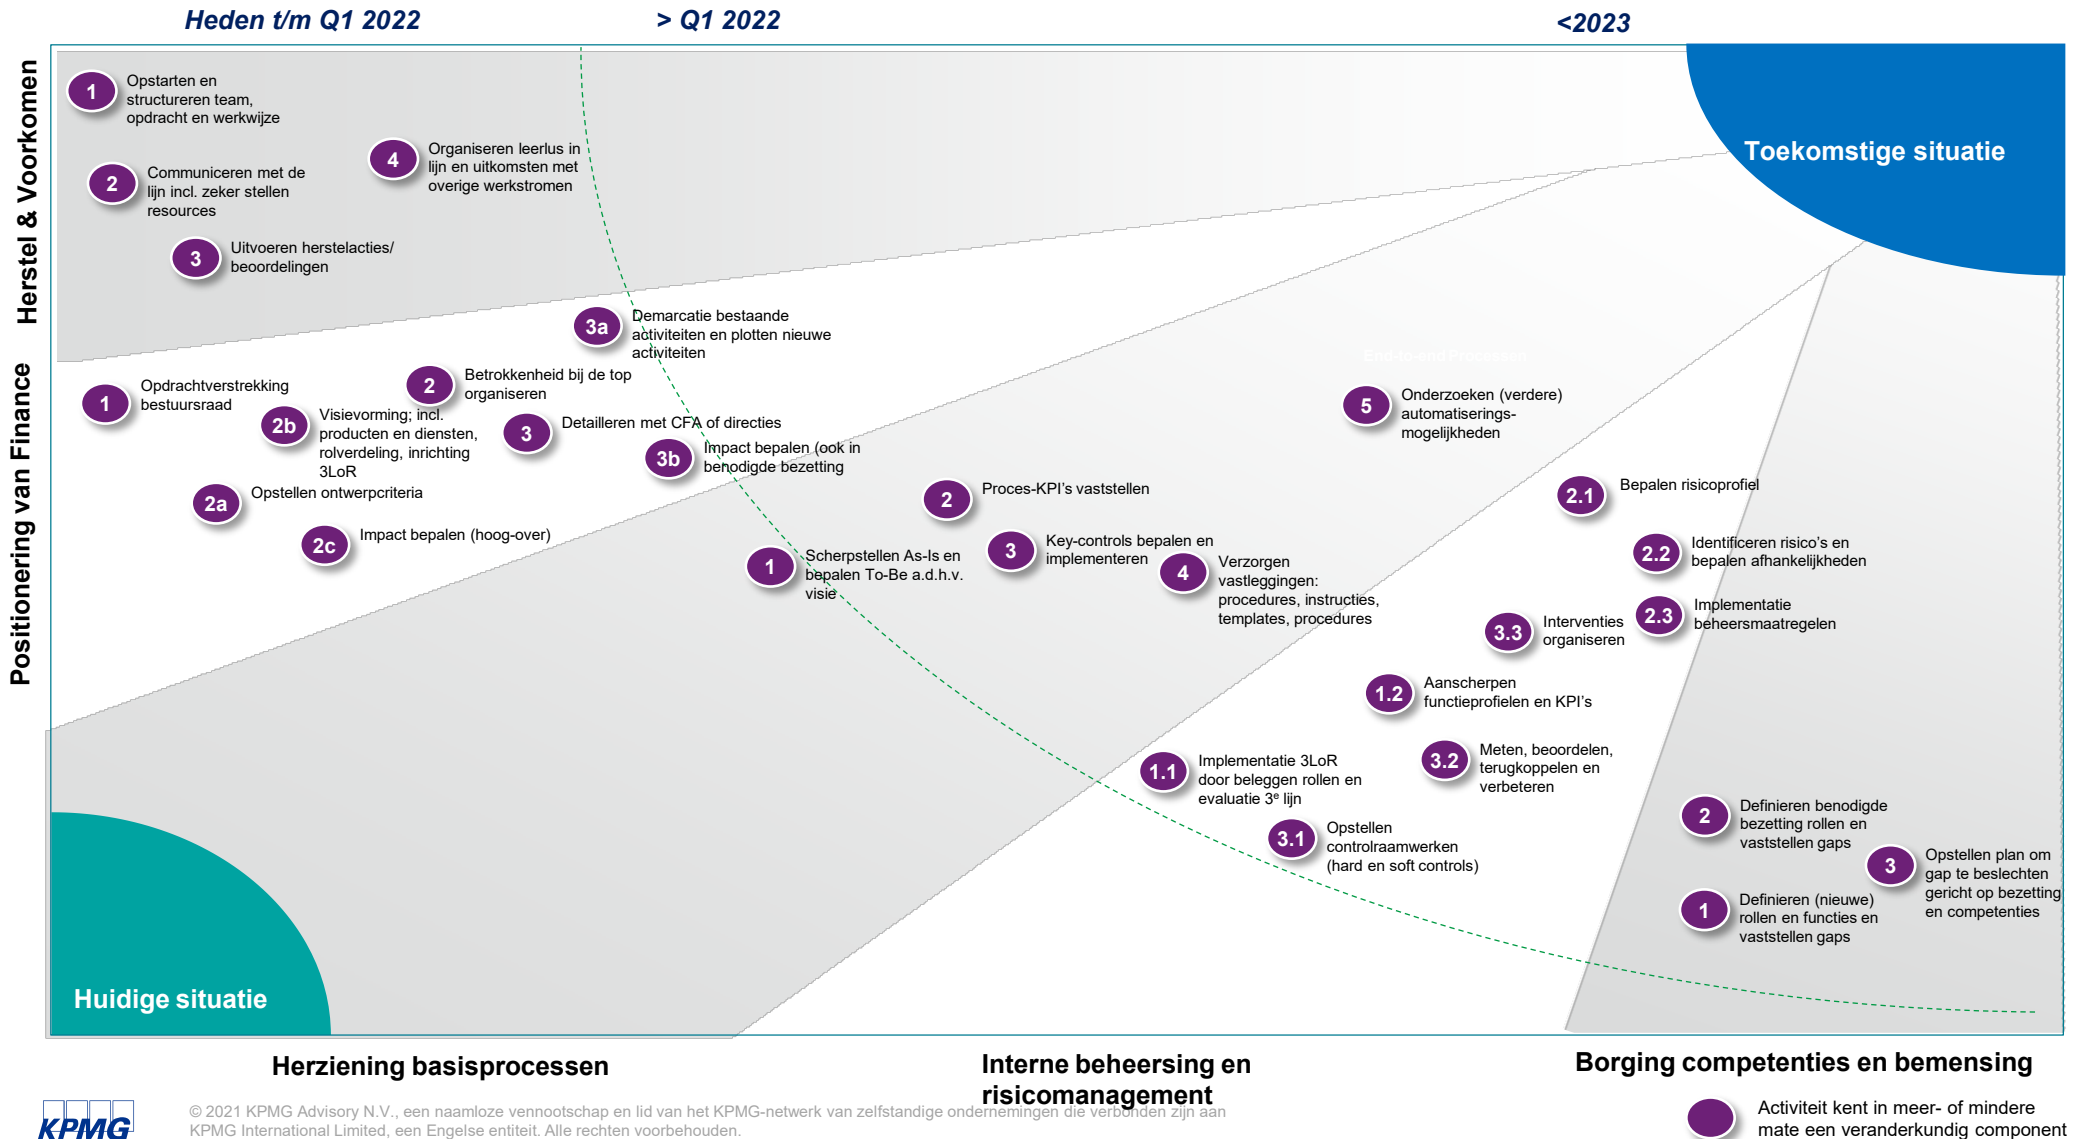 Heden t/m Q1 2022
> Q1 2022
<2023
Herstel & Voorkomen
Positionering van Finance
1
Opstarten en
structureren team,
opdracht en werkwijze
2
Communiceren met de
lijn incl. zeker stellen
resources
3
Uitvoeren herstelacties/
beoordelingen
4
Organiseren leerlus in
lijn en uitkomsten met
overige werkstromen
Toekomstige situatie
3a
Demarcatie bestaande
activiteiten en plotten nieuwe
activiteiten
1
Opdrachtverstrekking
bestuursraad
2
Betrokkenheid bij de top
organiseren
2b
Visievorming; incl.
producten en diensten,
rolverdeling, inrichting
3LoR
3
Detailleren met CFA of directies
3b
Impact bepalen (ook in
benodigde bezetting
2a
Opstellen ontwerpcriteria
2c
Impact bepalen (hoog-over)
End-to-end Processen
5
Onderzoeken (verdere)
automatiserings-
mogelijkheden
2
Proces-KPI’s vaststellen
3
Key-controls bepalen en
implementeren
1
Scherpstellen As-Is en
bepalen To-Be a.d.h.v.
visie
4
Verzorgen
vastleggingen:
procedures, instructies,
templates, procedures
2.1
Bepalen risicoprofiel
2.2
Identificeren risico’s en
bepalen afhankelijkheden
2.3
Implementatie
beheersmaatregelen
3.3
Interventies
organiseren
1.2
Aanscherpen
functieprofielen en KPI’s
3.2
Meten, beoordelen,
terugkoppelen en
verbeteren
1.1
Implementatie 3LoR
door beleggen rollen en
evaluatie 3e lijn
3.1
Opstellen
controlraamwerken
(hard en soft controls)
2
Definieren benodigde
bezetting rollen en
vaststellen gaps
3
Opstellen plan om
gap te beslechten
gericht op bezetting
en competenties
1
Definieren (nieuwe)
rollen en functies en
vaststellen gaps
Huidige situatie
Herziening basisprocessen
Interne beheersing en
risicomanagement
Borging competenties en bemensing
KPMG
© 2021 KPMG Advisory N.V., een naamloze vennootschap en lid van het KPMG-netwerk van zelfstandige ondernemingen die verbonden zijn aan
KPMG International Limited, een Engelse entiteit. Alle rechten voorbehouden.
Activiteit kent in meer- of mindere
mate een veranderkundig component